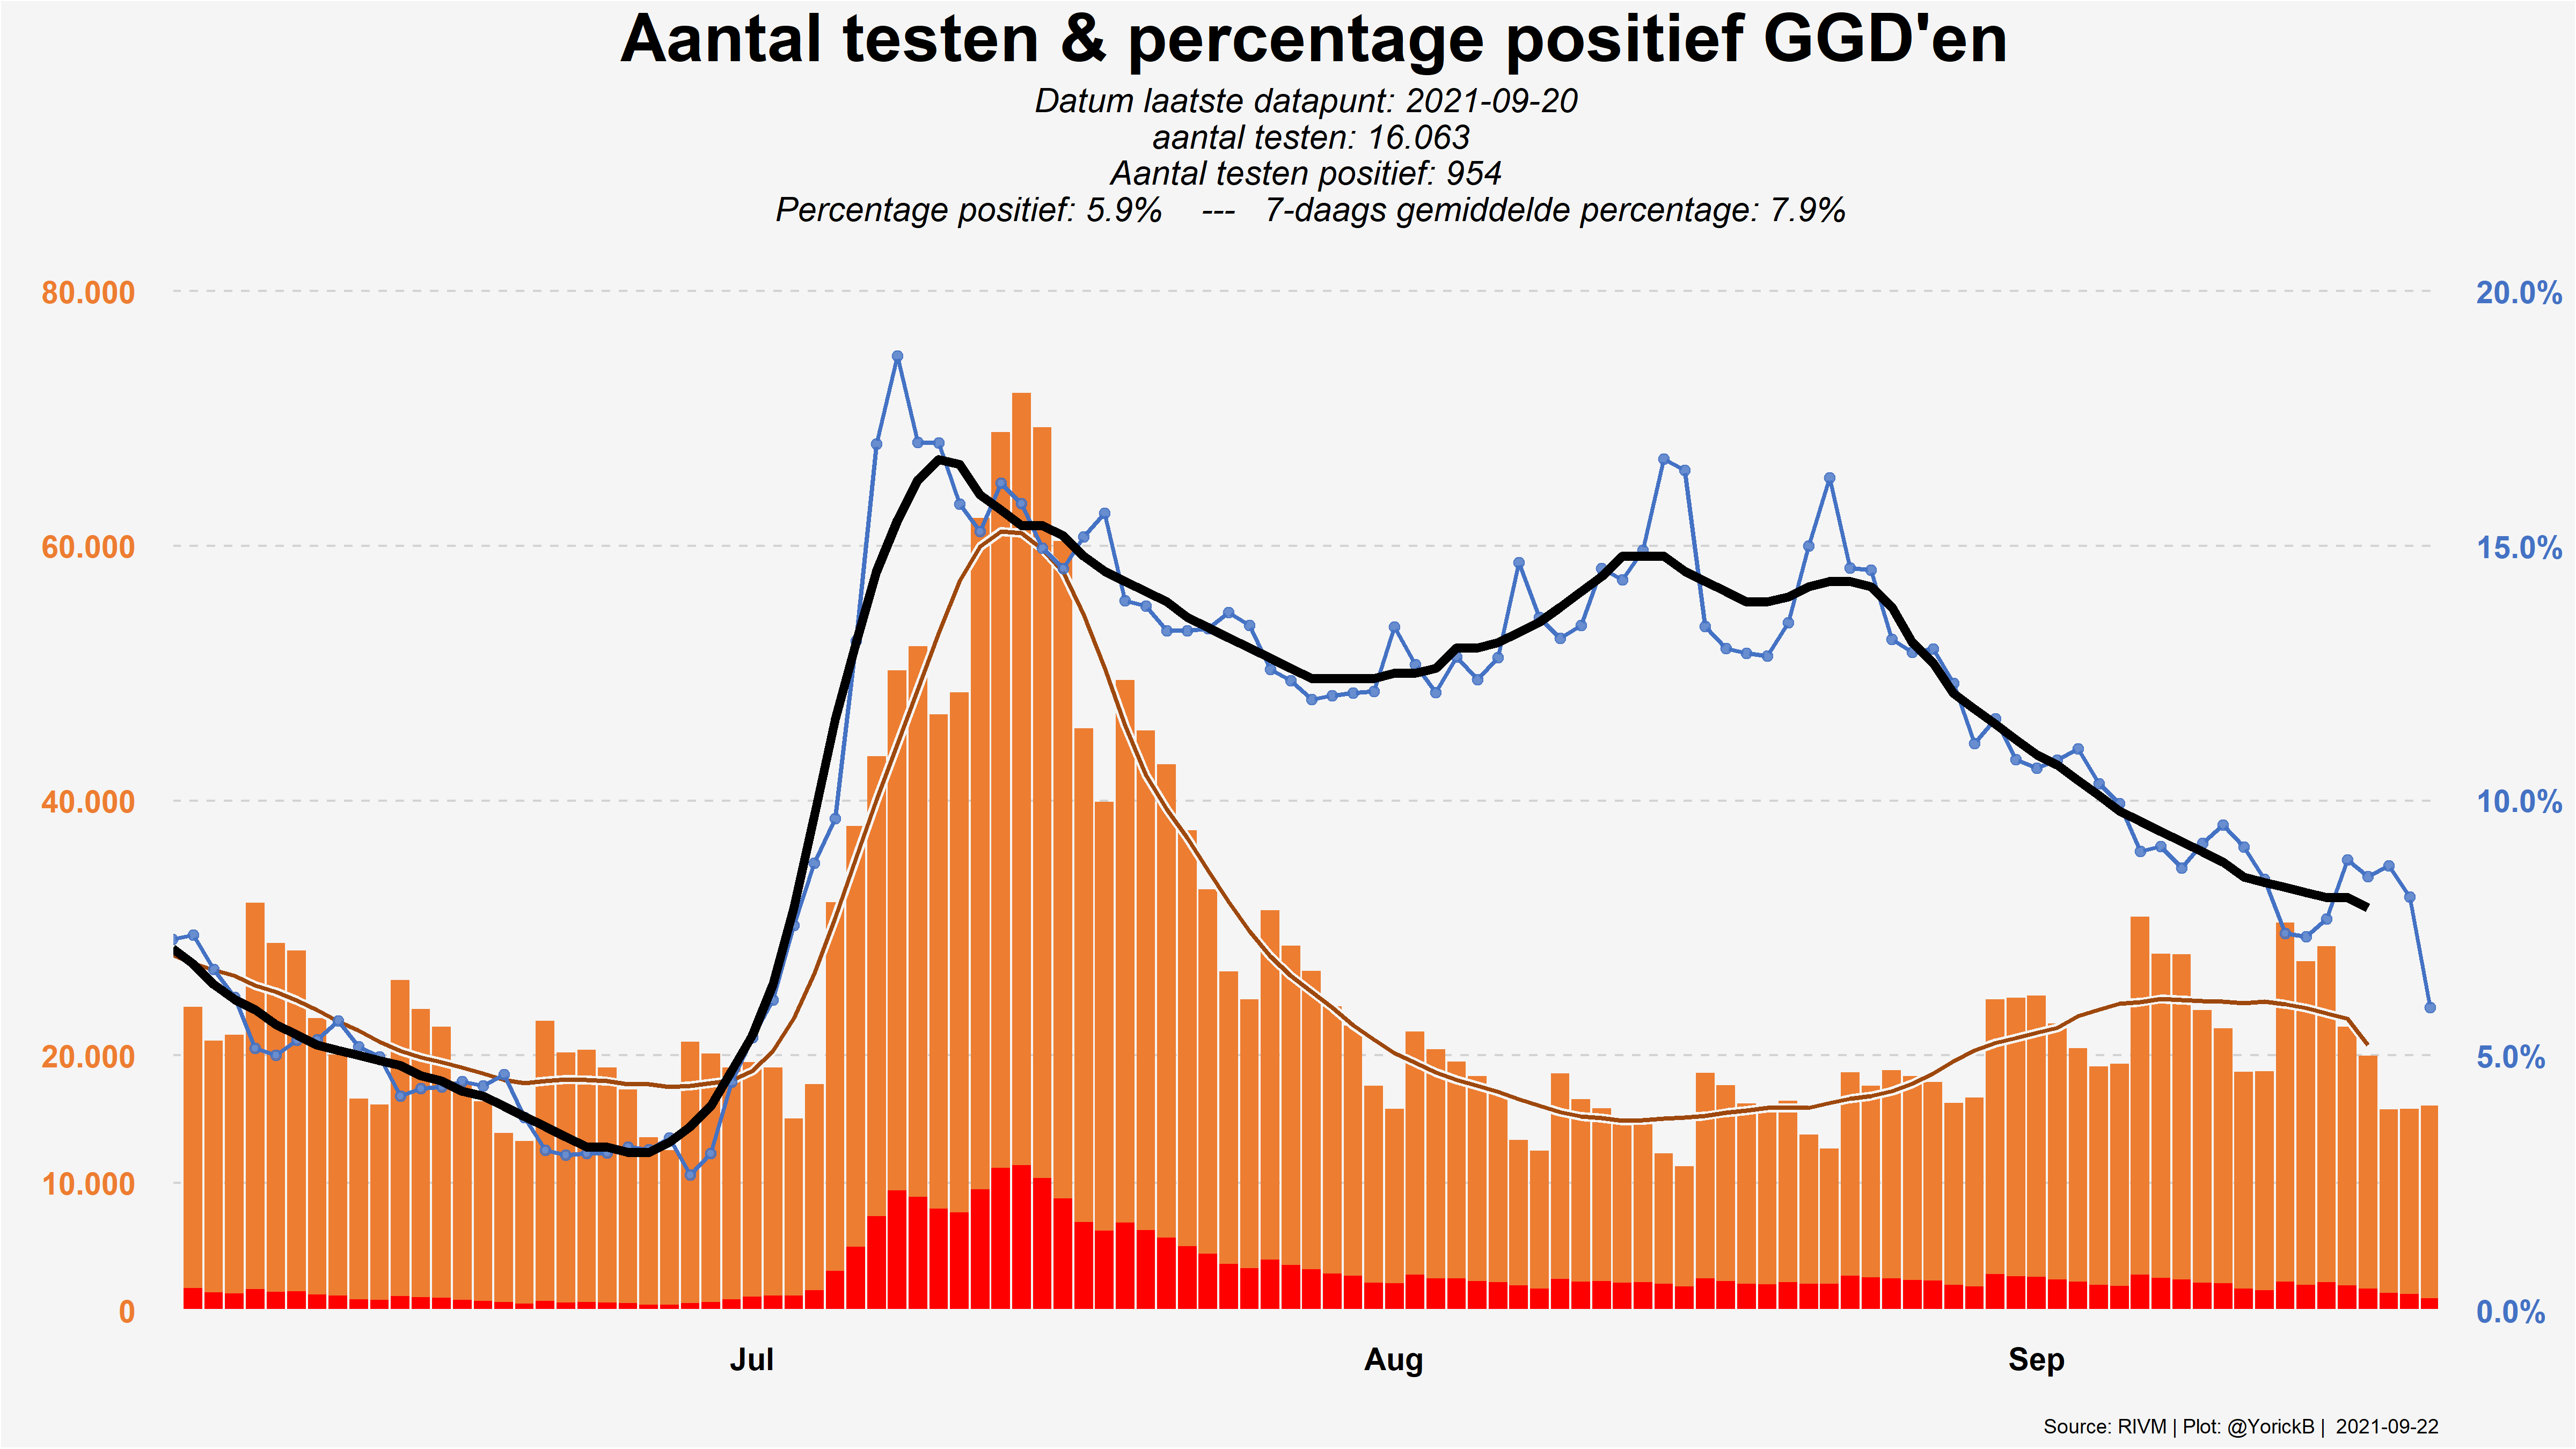 Aantal testen & percentage positief GGD'en
Datum laatste datapunt: 2021-09-20
aantal testen: 16.063
Aantal testen positief: 954
Percentage positief: 5.9% --- 7-daags gemiddelde percentage: 7.9%
80.000
20.0%
60.000
15.0%
40.000
10.0%
20.000
5.0%
10.000
0
0.0%
Jul
Aug
Sep
Source: RIVM | Plot: @YorickB | 2021-09-22